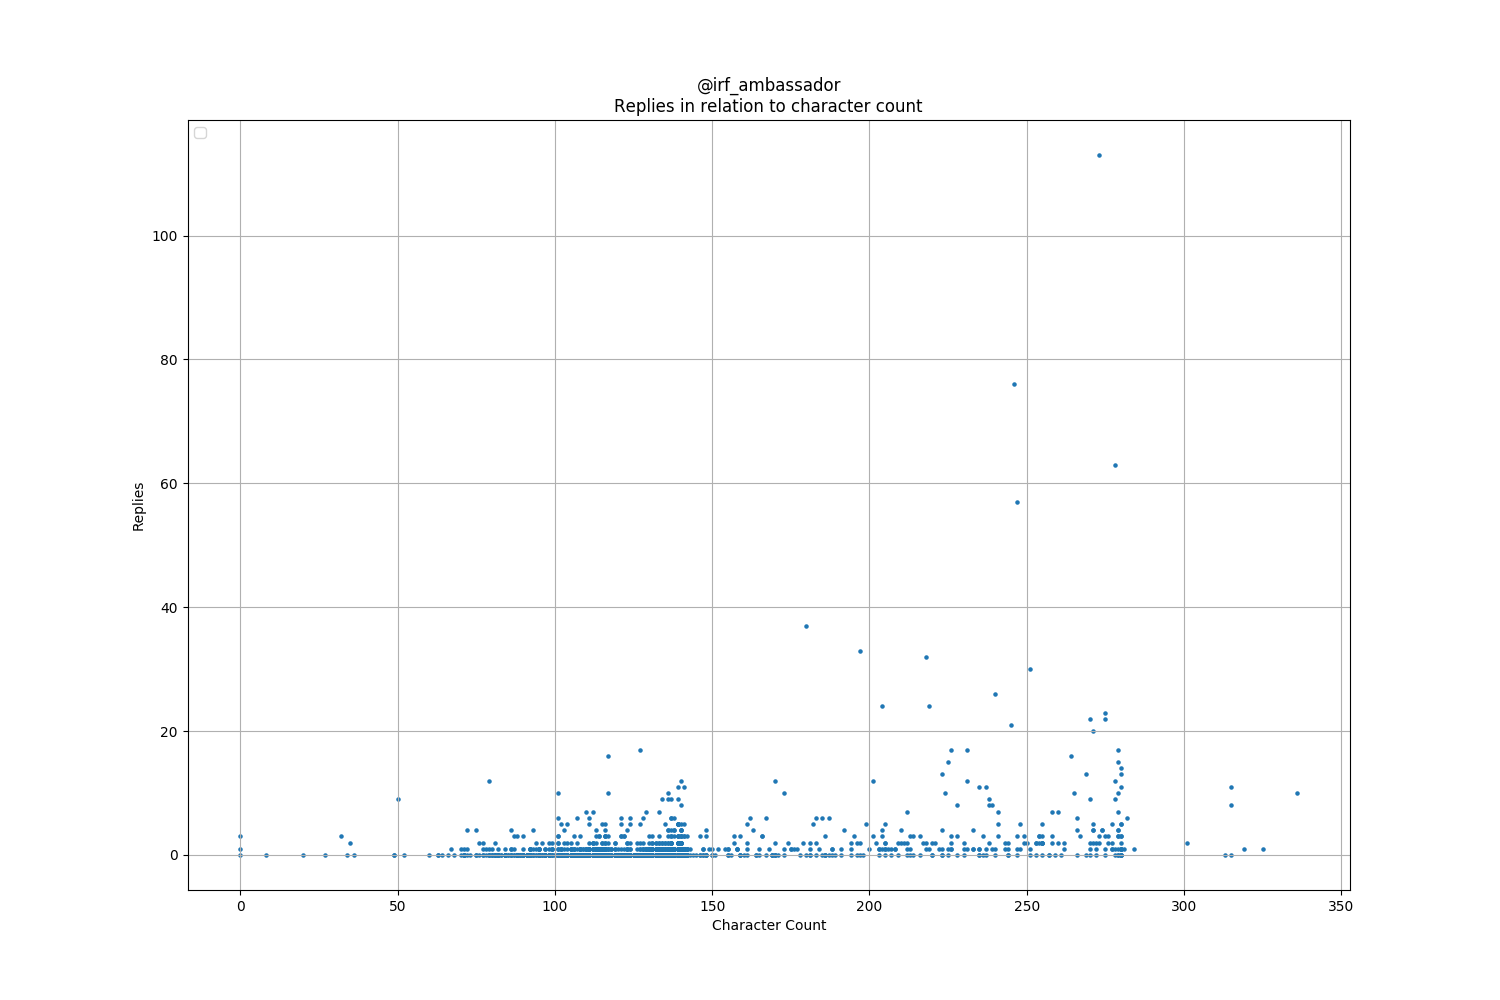 @irf_ambassador
Replies in relation to character count
100
80
60
40
20
0
Replies
0 50 100 150 200 250 300 350
Character Count